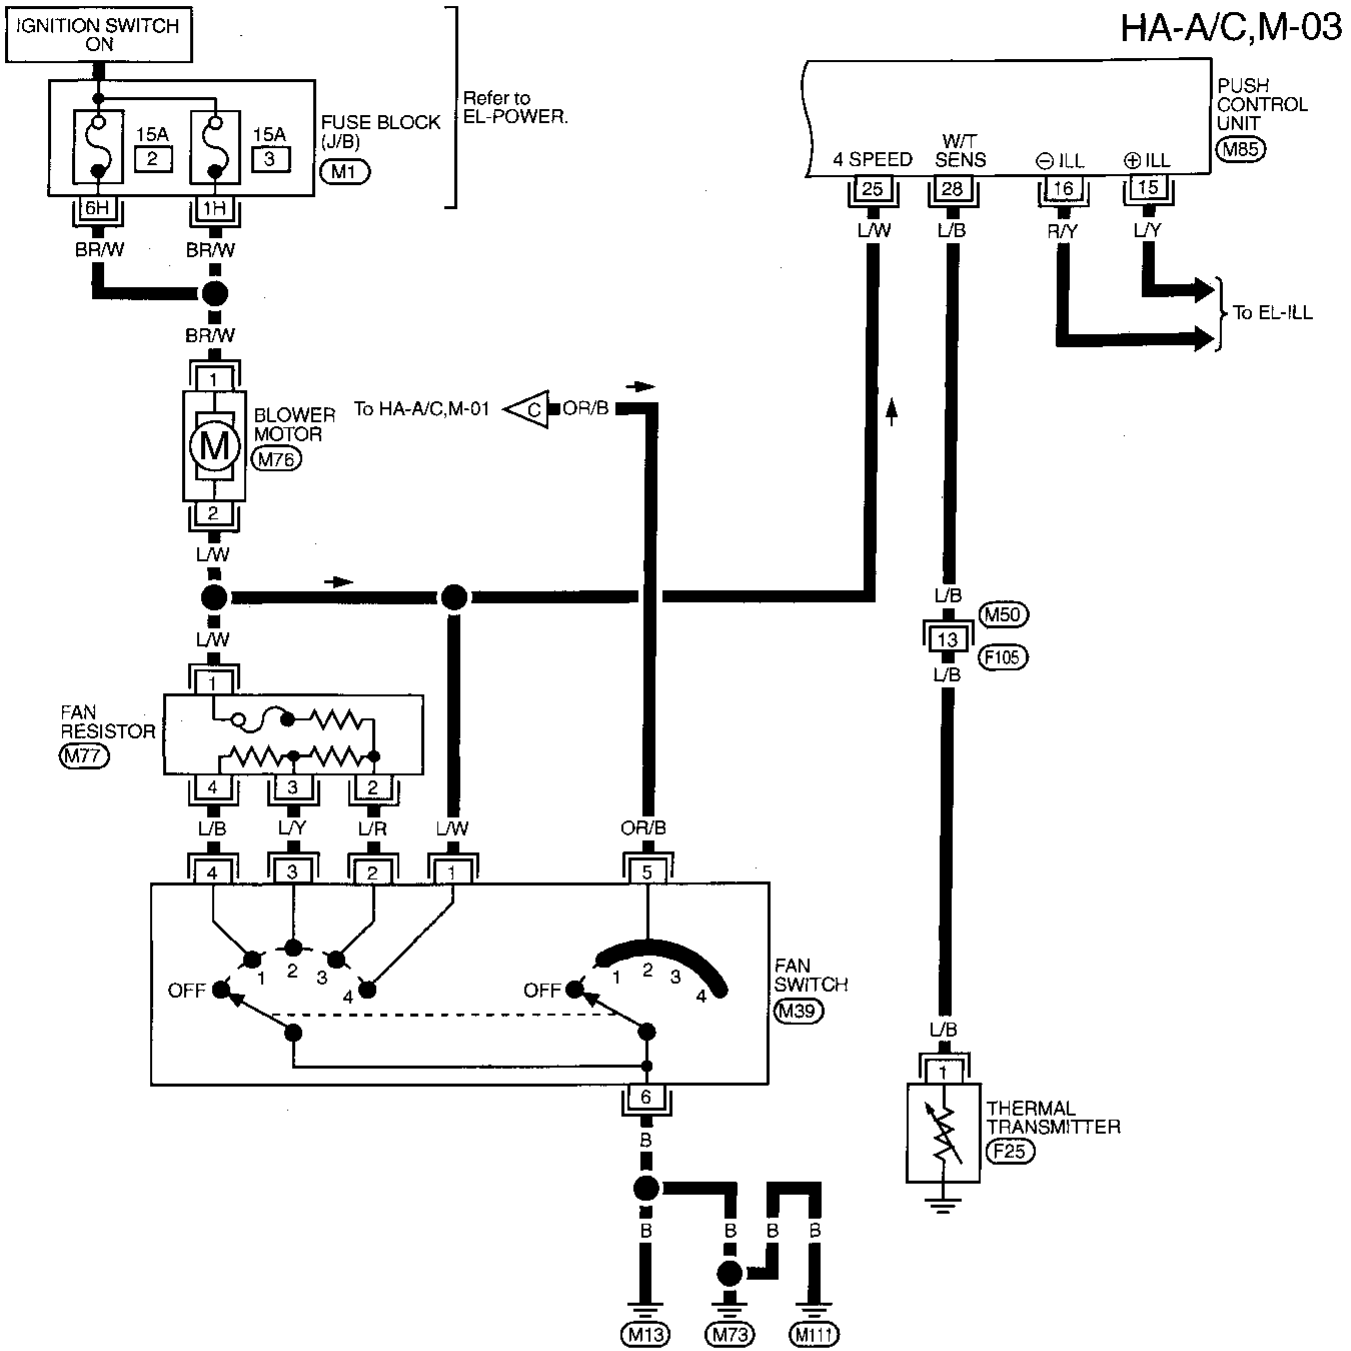 HA-A/C,M-03
IGNITION SWITCH
ON
Refer to
EL-POWER.
FUSE BLOCK
(J/B)
M1
15A
2
15A
3
6H
1H
BR/W
BR/W
BR/W
PUSH
CONTROL
UNIT
M85
4 SPEED
W/T
SENS
⊖ ILL
⊕ ILL
25
28
16
15
L/W
L/B
R/Y
L/Y
To EL-ILL
1
M
BLOWER
MOTOR
M76
2
L/W
To HA-A/C,M-01
C
OR/B
L/W
L/B
M50
13
F105
L/B
1
FAN
RESISTOR
M77
4
3
2
L/B
L/Y
L/R
L/W
OR/B
4
3
2
1
5
OFF
1
2
3
4
OFF
1
2
3
4
FAN
SWITCH
M39
6
B
L/B
1
THERMAL
TRANSMITTER
F25
B
B
B
B
M13
M73
M111